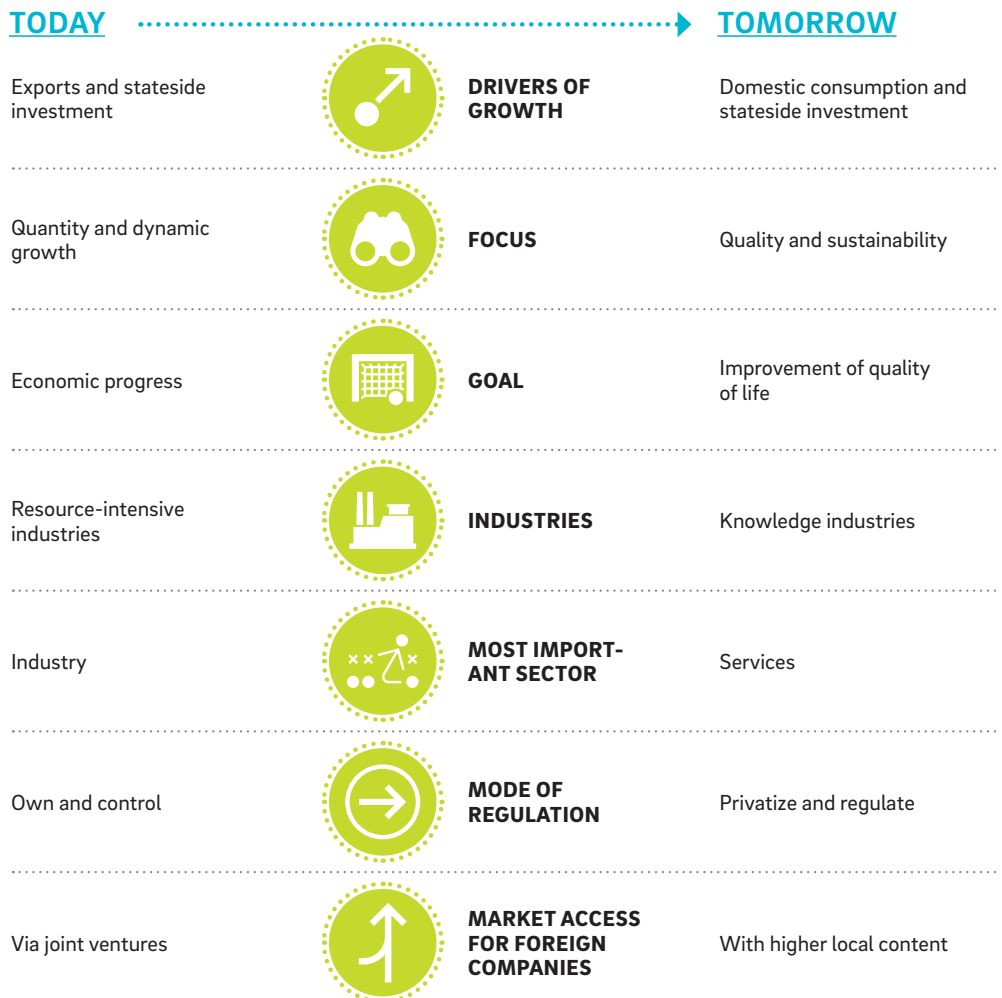 TODAY
TOMORROW
Exports and stateside
investment
DRIVERS OF
GROWTH
Domestic consumption and
stateside investment
Quantity and dynamic
growth
FOCUS
Quality and sustainability
Economic progress
GOAL
Improvement of quality
of life
Resource-intensive
industries
INDUSTRIES
Knowledge industries
Industry
MOST IMPORT-
ANT SECTOR
Services
Own and control
MODE OF
REGULATION
Privatize and regulate
Via joint ventures
MARKET ACCESS
FOR FOREIGN
COMPANIES
With higher local content